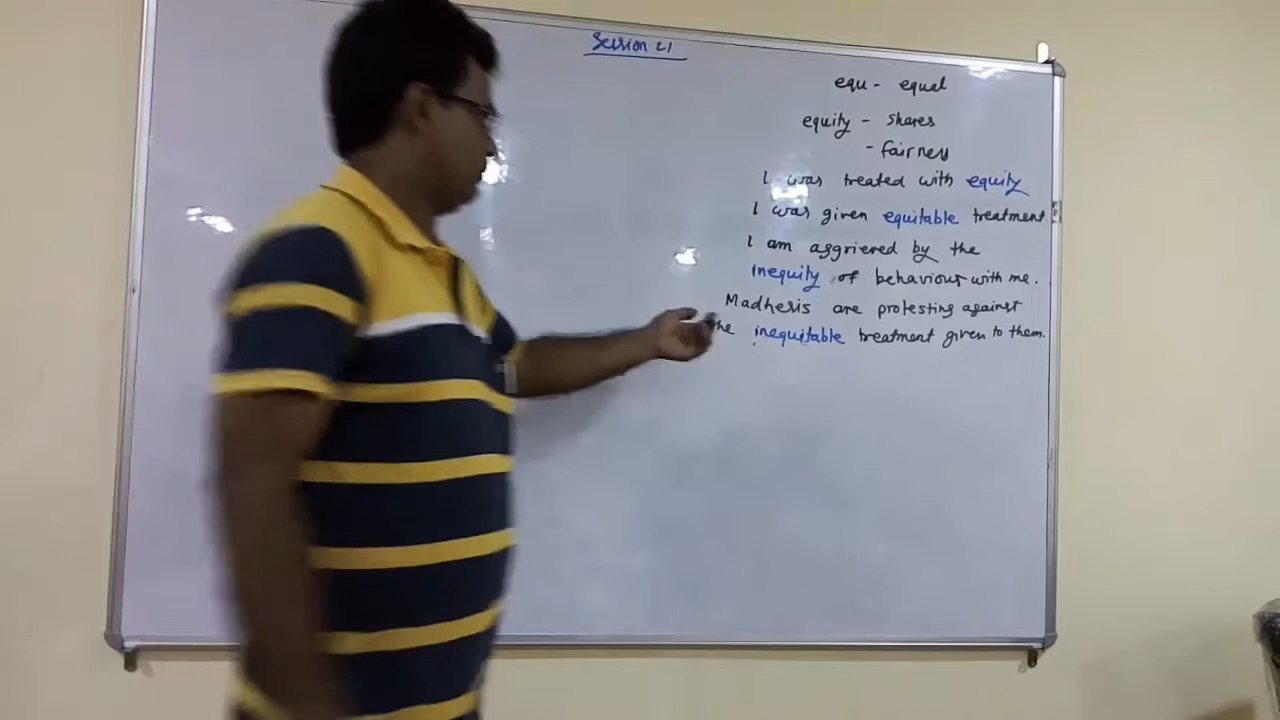 Session 21
equ - equal
equity - shares
- fairness
I was treated with equity
I was given equitable treatment
I am aggrieved by the
inequity of behaviour with me.
Madhesis are protesting against
the inequitable treatment given to them.